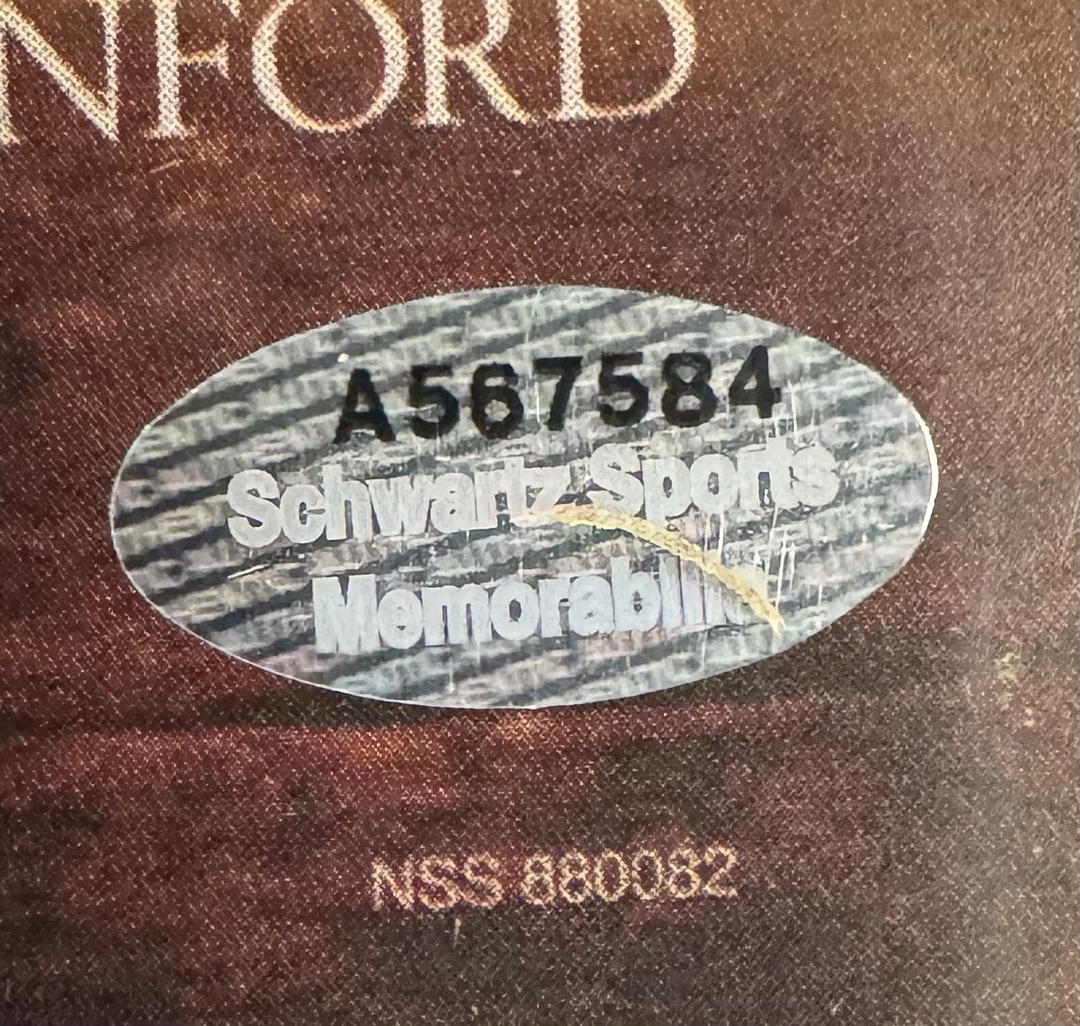 NFORD
A567584
Schwartz Sports
Memorabilia
NSS 880082